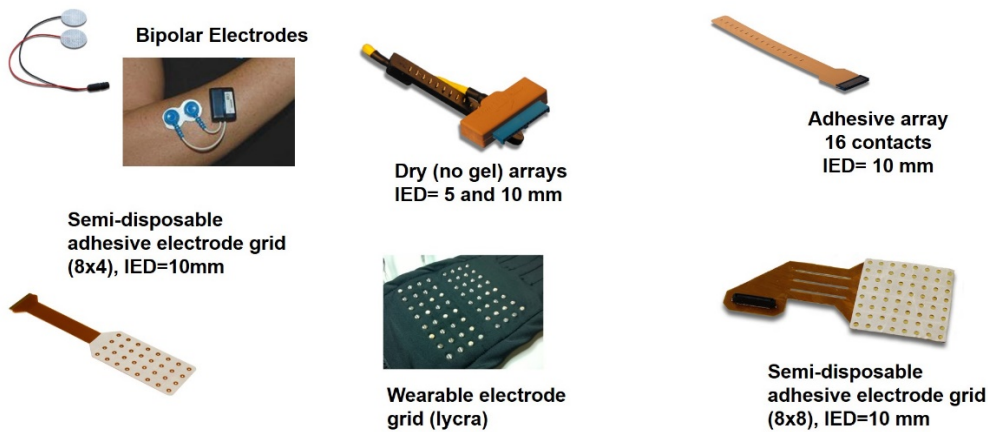 Bipolar Electrodes
Dry (no gel) arrays
IED= 5 and 10 mm
Adhesive array
16 contacts
IED= 10 mm
Semi-disposable
adhesive electrode grid
(8x4), IED=10mm
Wearable electrode
grid (lycra)
Semi-disposable
adhesive electrode grid
(8x8), IED=10 mm